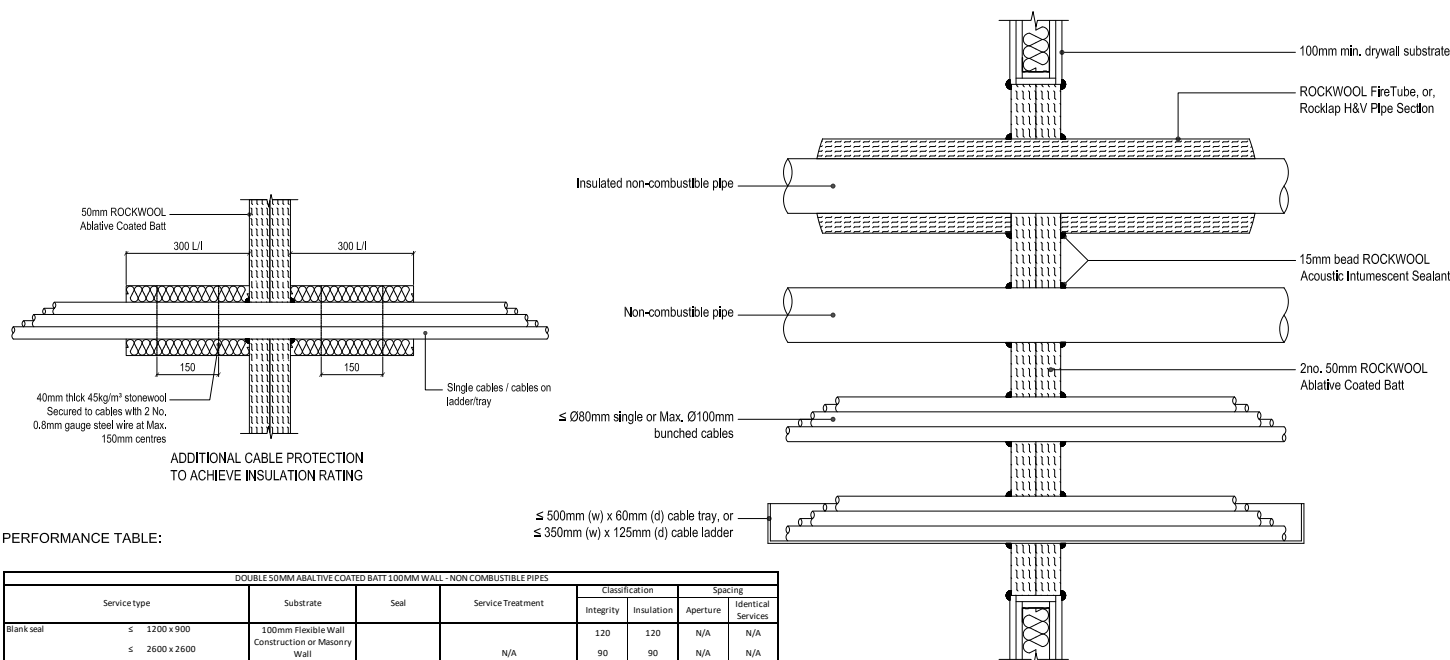 50mm ROCKWOOL
Ablative Coated Batt
300 L/I
300 L/I
150
150
40mm thick 45kg/m³ stonewool
Secured to cables with 2 No.
0.8mm gauge steel wire at Max.
150mm centres
Single cables / cables on
ladder/tray
ADDITIONAL CABLE PROTECTION
TO ACHIEVE INSULATION RATING
100mm min. drywall substrate
ROCKWOOL FireTube, or,
Rocklap H&V Pipe Section
Insulated non-combustible pipe
15mm bead ROCKWOOL
Acoustic Intumescent Sealant
Non-combustible pipe
2no. 50mm ROCKWOOL
Ablative Coated Batt
≤ Ø80mm single or Max. Ø100mm
bunched cables
≤ 500mm (w) x 60mm (d) cable tray, or
≤ 350mm (w) x 125mm (d) cable ladder
PERFORMANCE TABLE:
DOUBLE 50MM ABALTIVE COATED BATT 100MM WALL - NON COMBUSTIBLE PIPES
Service type Substrate Seal Service Treatment Classification Spacing
Integrity Insulation Aperture Identical Services
Blank seal ≤ 1200 x 900 100mm Flexible Wall 120 120 N/A N/A
Construction or Masonry
≤ 2600 x 2600 Wall N/A 90 90 N/A N/A